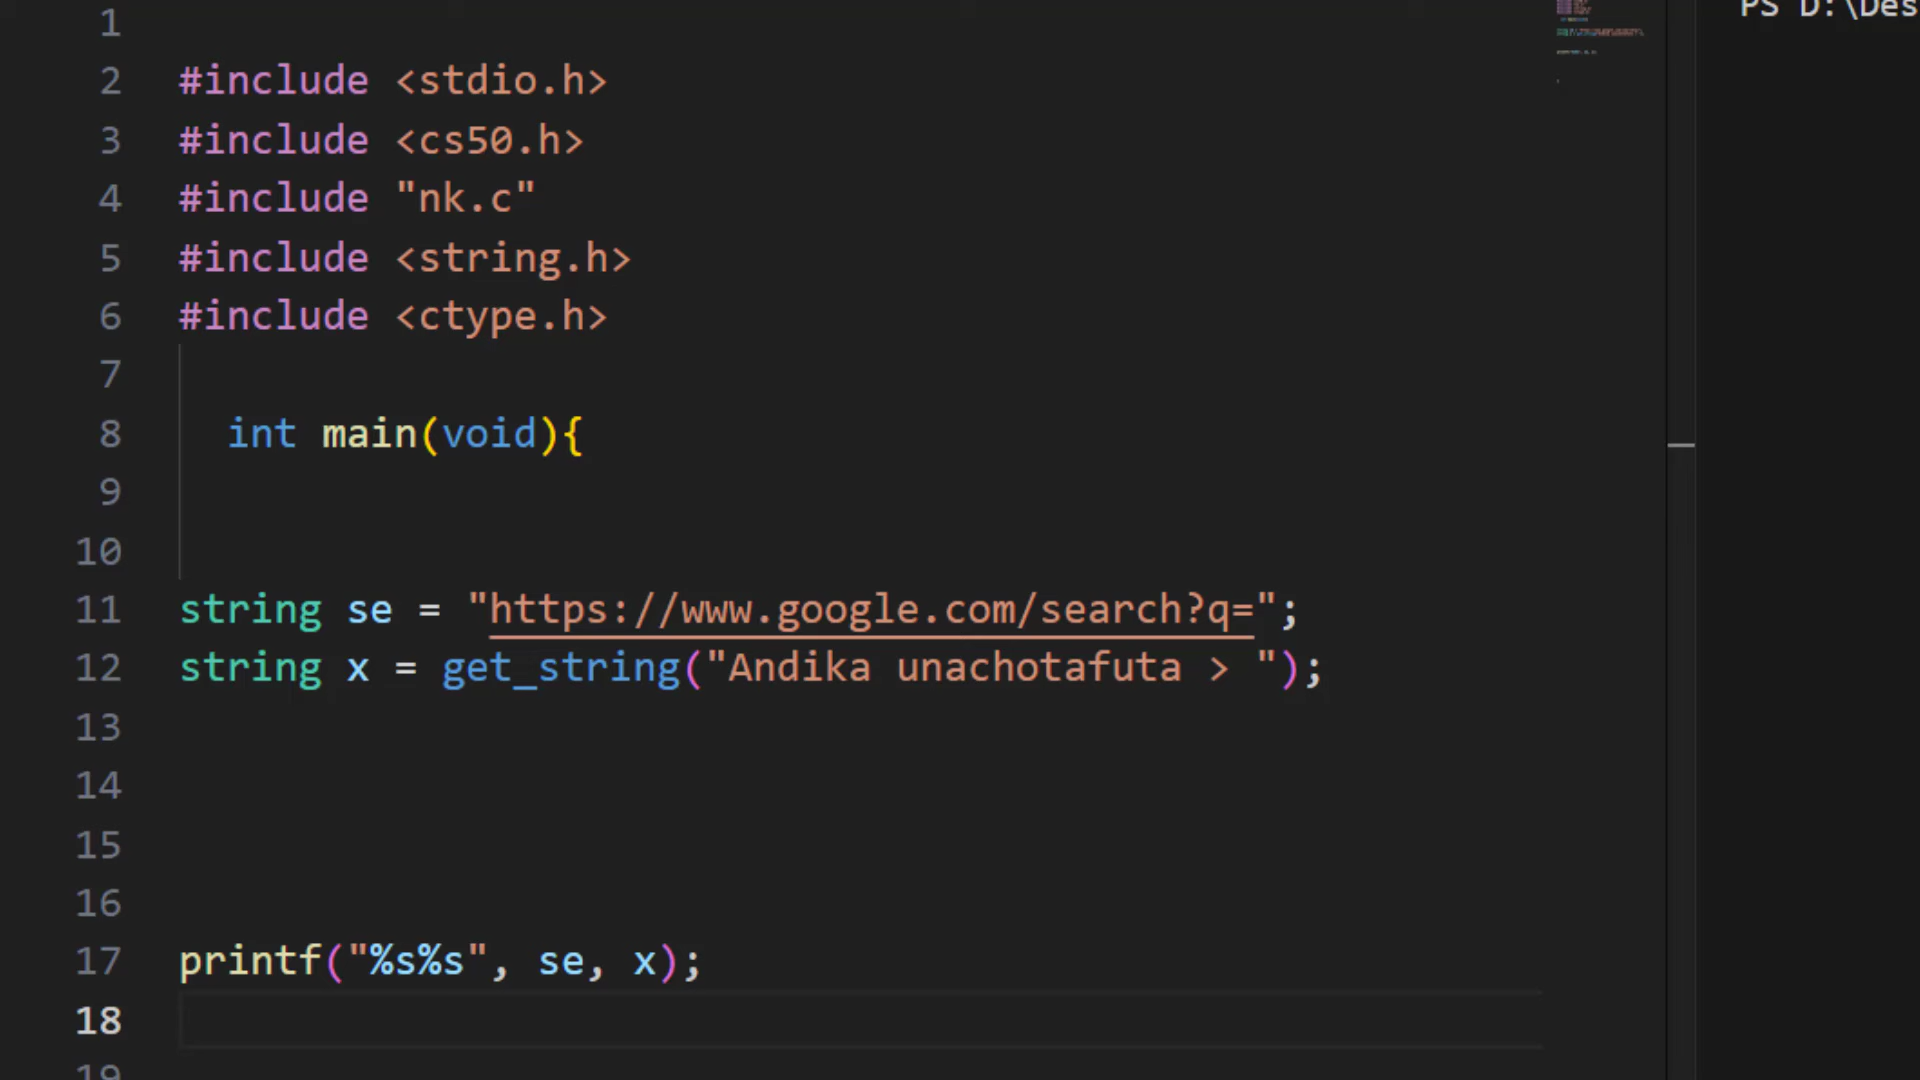 1
PS D:\Des
2 #include <stdio.h>
3 #include <cs50.h>
4 #include "nk.c"
5 #include <string.h>
6 #include <ctype.h>
7
8 int main(void){
9
10
11 string se = "https://www.google.com/search?q=";
12 string x = get_string("Andika unachotafuta > ");
13
14
15
16
17 printf("%s%s", se, x);
18
19